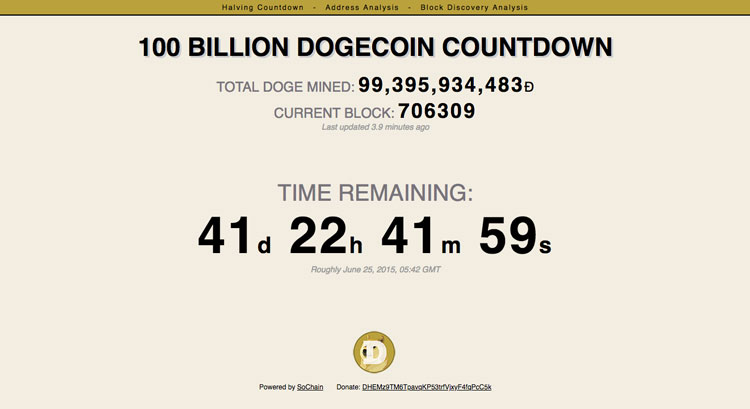 Halving Countdown - Address Analysis - Block Discovery Analysis
100 BILLION DOGECOIN COUNTDOWN
TOTAL DOGE MINED: 99,395,934,483Ð
CURRENT BLOCK: 706309
Last updated 3.9 minutes ago
TIME REMAINING:
41d 22h 41m 59s
Roughly June 25, 2015, 05:42 GMT
Powered by SoChain Donate: DHEMz9TM6TpavqKP53trfVjxyF4fqPcC5k